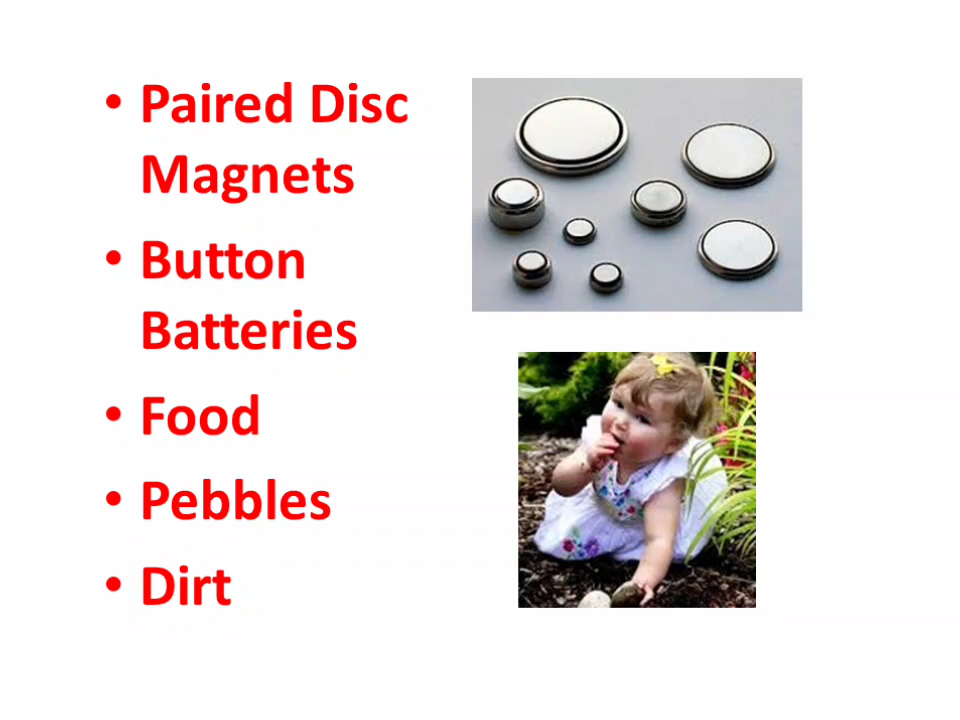 • Paired Disc
Magnets
• Button
Batteries
• Food
• Pebbles
• Dirt